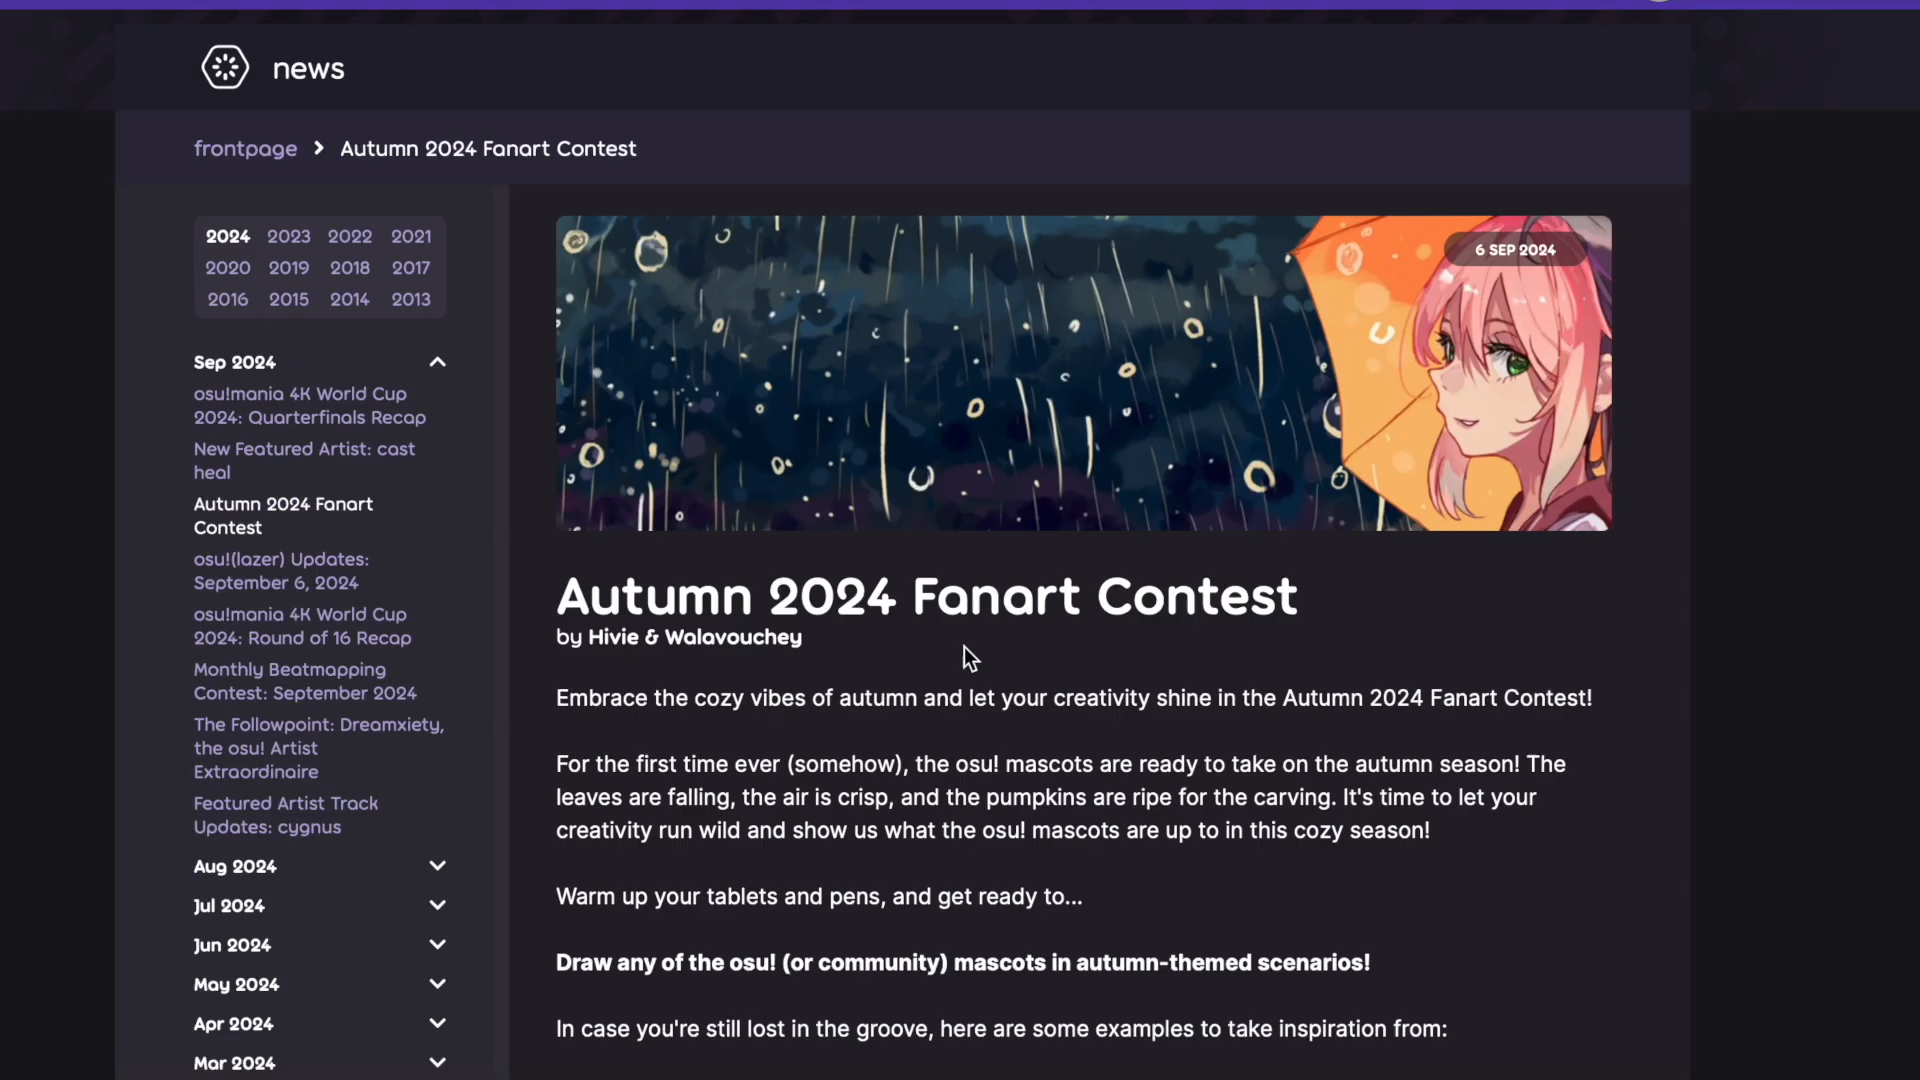 news
frontpage > Autumn 2024 Fanart Contest
2024 2023 2022 2021
2020 2019 2018 2017
2016 2015 2014 2013
Sep 2024
osu!mania 4K World Cup
2024: Quarterfinals Recap
New Featured Artist: cast
heal
Autumn 2024 Fanart
Contest
osu!(lazer) Updates:
September 6, 2024
osu!mania 4K World Cup
2024: Round of 16 Recap
Monthly Beatmapping
Contest: September 2024
The Followpoint: Dreamxiety,
the osu! Artist
Extraordinaire
Featured Artist Track
Updates: cygnus
Aug 2024
Jul 2024
Jun 2024
May 2024
Apr 2024
Mar 2024
6 SEP 2024
Autumn 2024 Fanart Contest
by Hivie & Walavouchey
Embrace the cozy vibes of autumn and let your creativity shine in the Autumn 2024 Fanart Contest!
For the first time ever (somehow), the osu! mascots are ready to take on the autumn season! The
leaves are falling, the air is crisp, and the pumpkins are ripe for the carving. It's time to let your
creativity run wild and show us what the osu! mascots are up to in this cozy season!
Warm up your tablets and pens, and get ready to...
Draw any of the osu! (or community) mascots in autumn-themed scenarios!
In case you're still lost in the groove, here are some examples to take inspiration from: